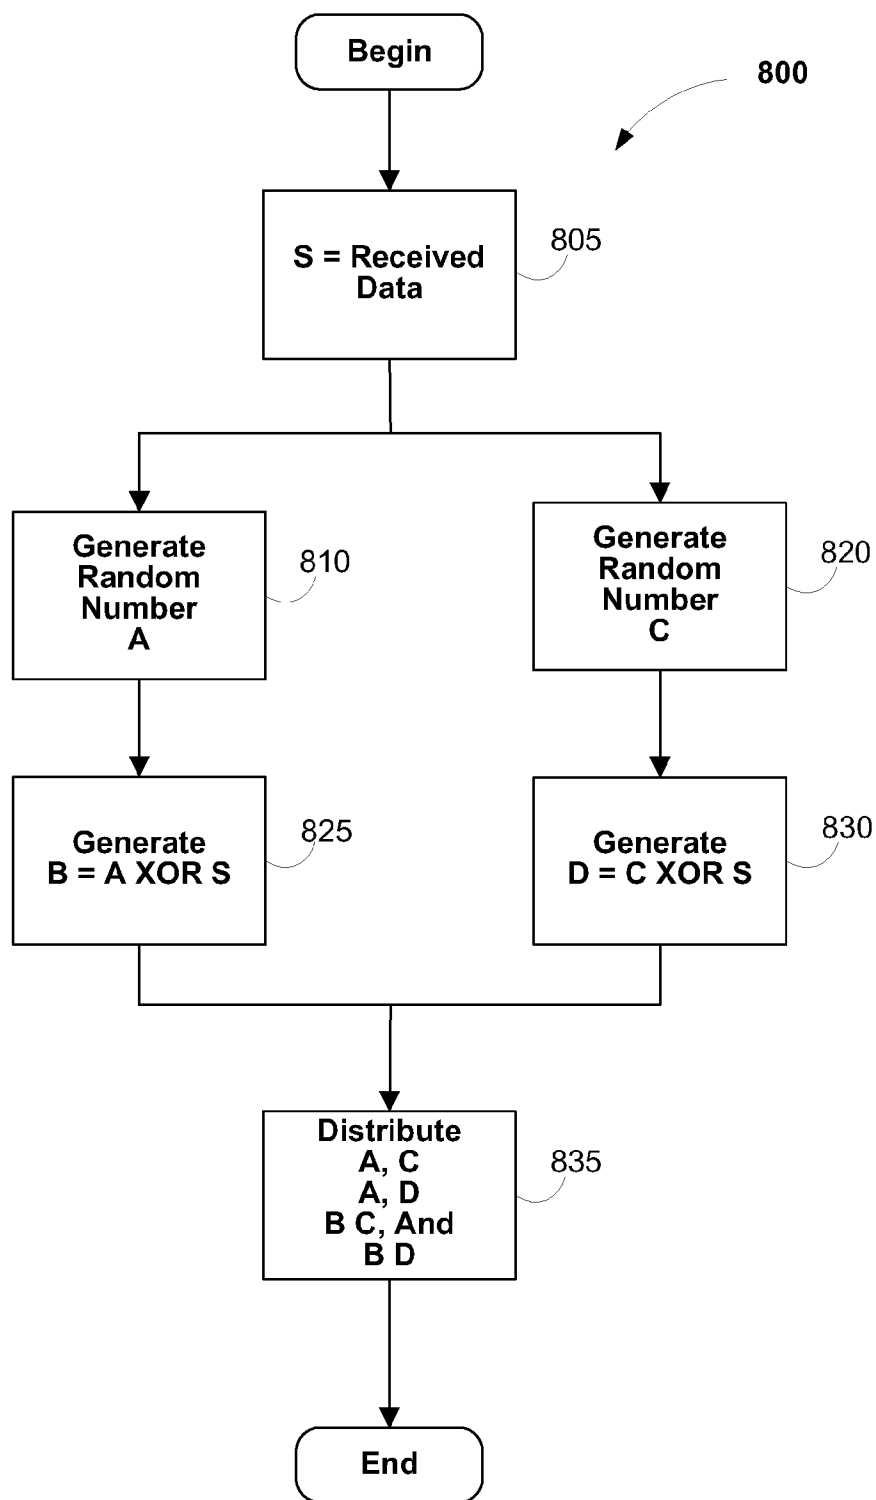 Begin
800
S = Received
Data
805
Generate
Random
Number
A
810
Generate
Random
Number
C
820
Generate
B = A XOR S
825
Generate
D = C XOR S
830
Distribute
A, C
A, D
B C, And
B D
835
End